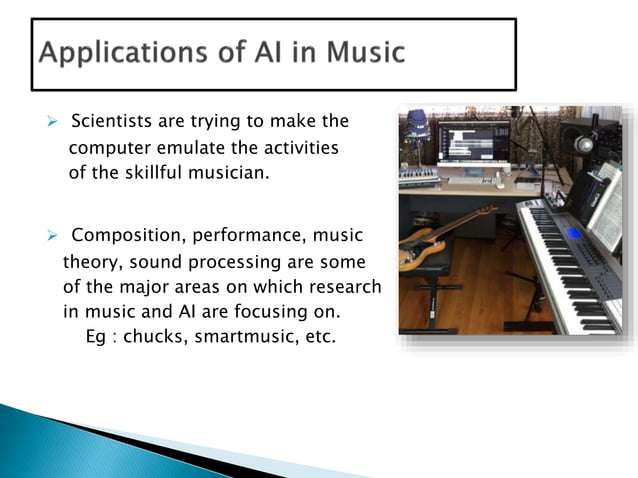 Applications of AI in Music
➢ Scientists are trying to make the
computer emulate the activities
of the skillful musician.
➢ Composition, performance, music
theory, sound processing are some
of the major areas on which research
in music and AI are focusing on.
Eg : chucks, smartmusic, etc.